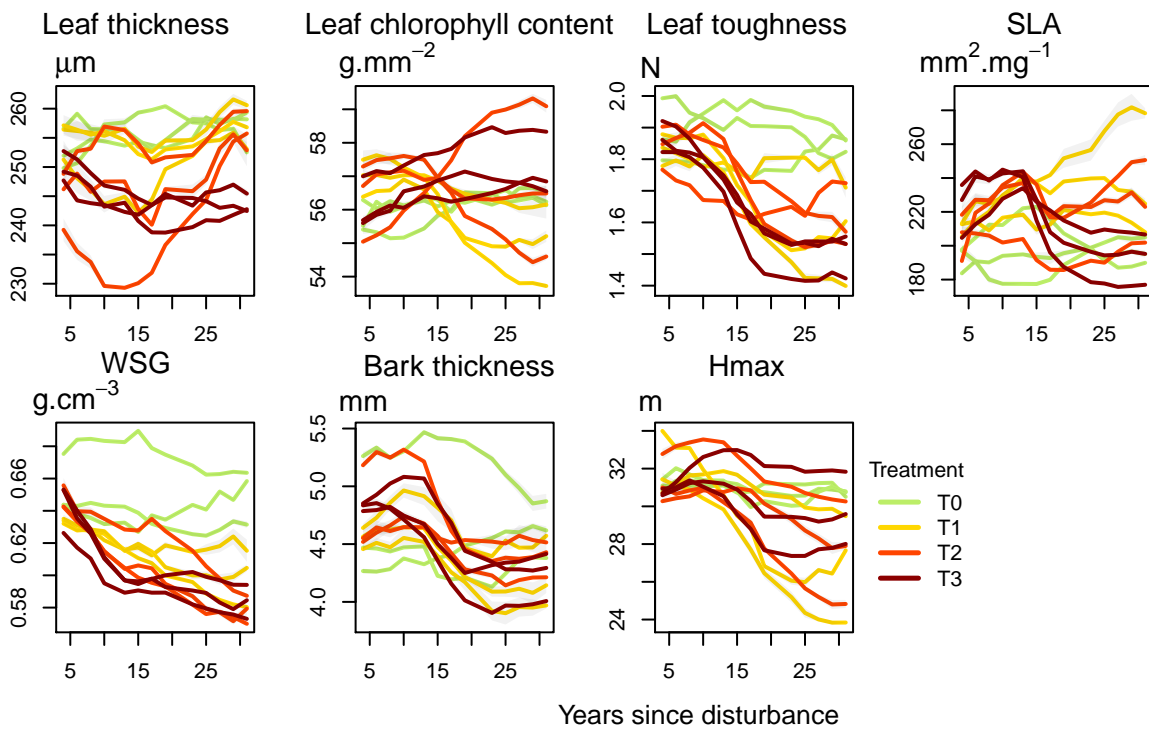 Leaf thickness
Leaf chlorophyll content
Leaf toughness
SLA
μm
g.mm−2
N
mm2.mg−1
230 240 250 260
54 56 58
1.4 1.6 1.8 2.0
180 220 260
5 15 25
5 15 25
5 15 25
5 15 25
WSG
Bark thickness
Hmax
g.cm−3
mm
m
0.58 0.62 0.66
4.0 4.5 5.0 5.5
24 28 32
5 15 25
5 15 25
5 15 25
Treatment
T0
T1
T2
T3
Years since disturbance